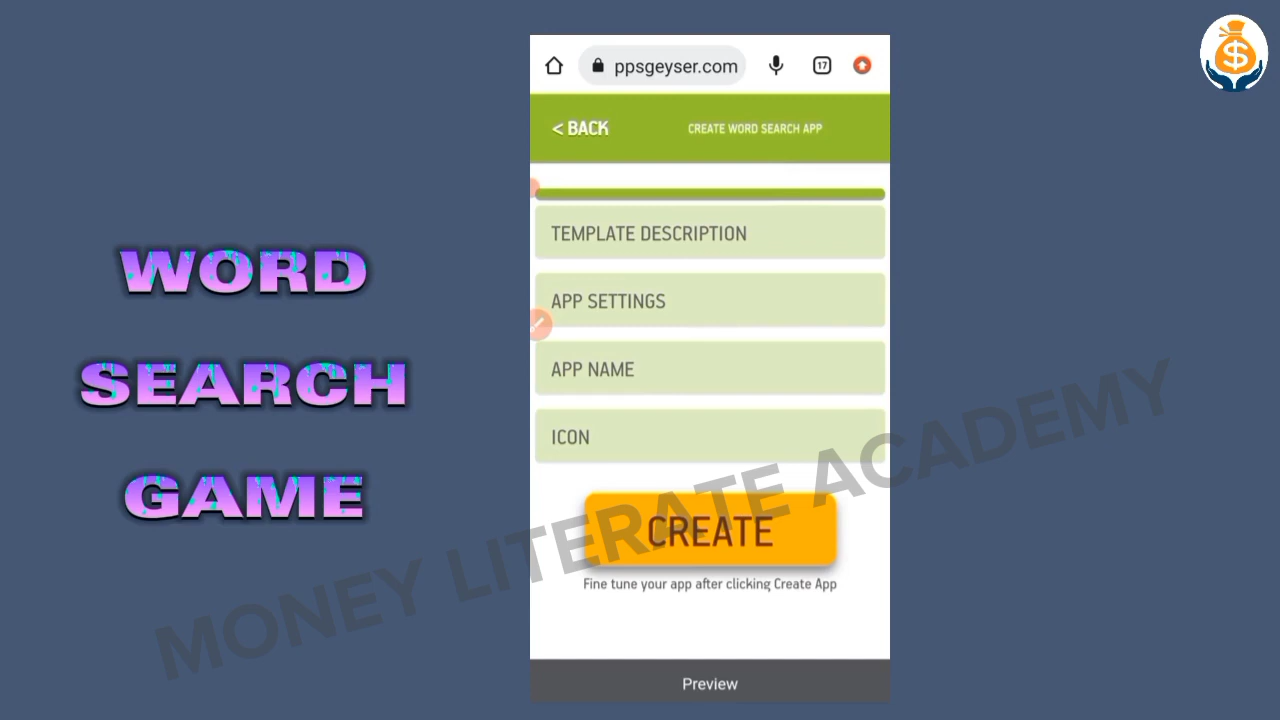 WORD
SEARCH
GAME
ppsgeyser.com
17
< BACK
CREATE WORD SEARCH APP
TEMPLATE DESCRIPTION
APP SETTINGS
APP NAME
ICON
CREATE
Fine tune your app after clicking Create App
Preview
MONEY LITERATE ACADEMY
$